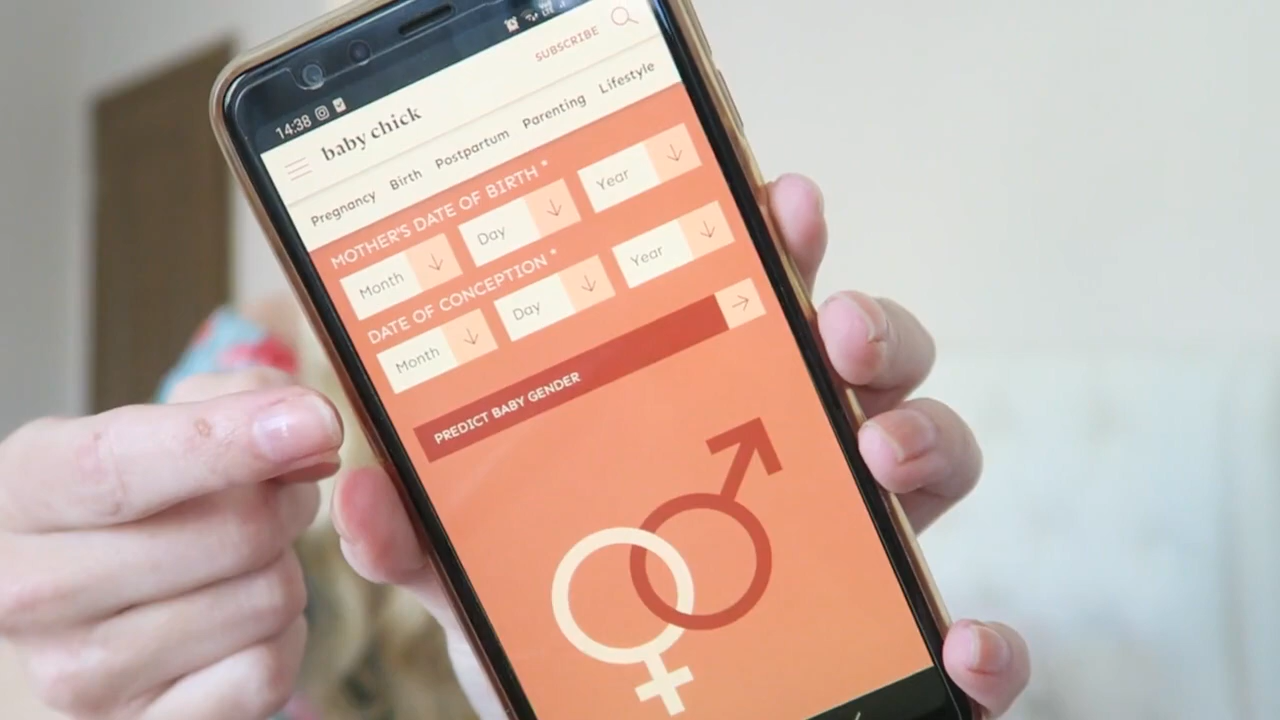 14:38
SUBSCRIBE
baby chick
Pregnancy Birth Postpartum Parenting Lifestyle
MOTHER'S DATE OF BIRTH *
Month Day Year
DATE OF CONCEPTION *
Month Day Year
PREDICT BABY GENDER